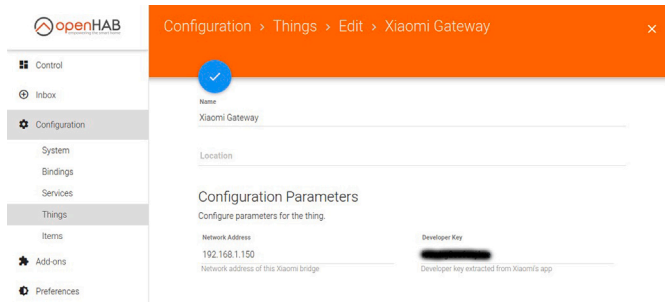 openHAB
empowering the smart home
Configuration > Things > Edit > Xiaomi Gateway
Control
Inbox
Configuration
System
Bindings
Services
Things
Items
Add-ons
Preferences
Name
Xiaomi Gateway
Location
Configuration Parameters
Configure parameters for the thing.
Network Address
Developer Key
192.168.1.150
Network address of this Xiaomi bridge
Developer key extracted from Xiaomi's app